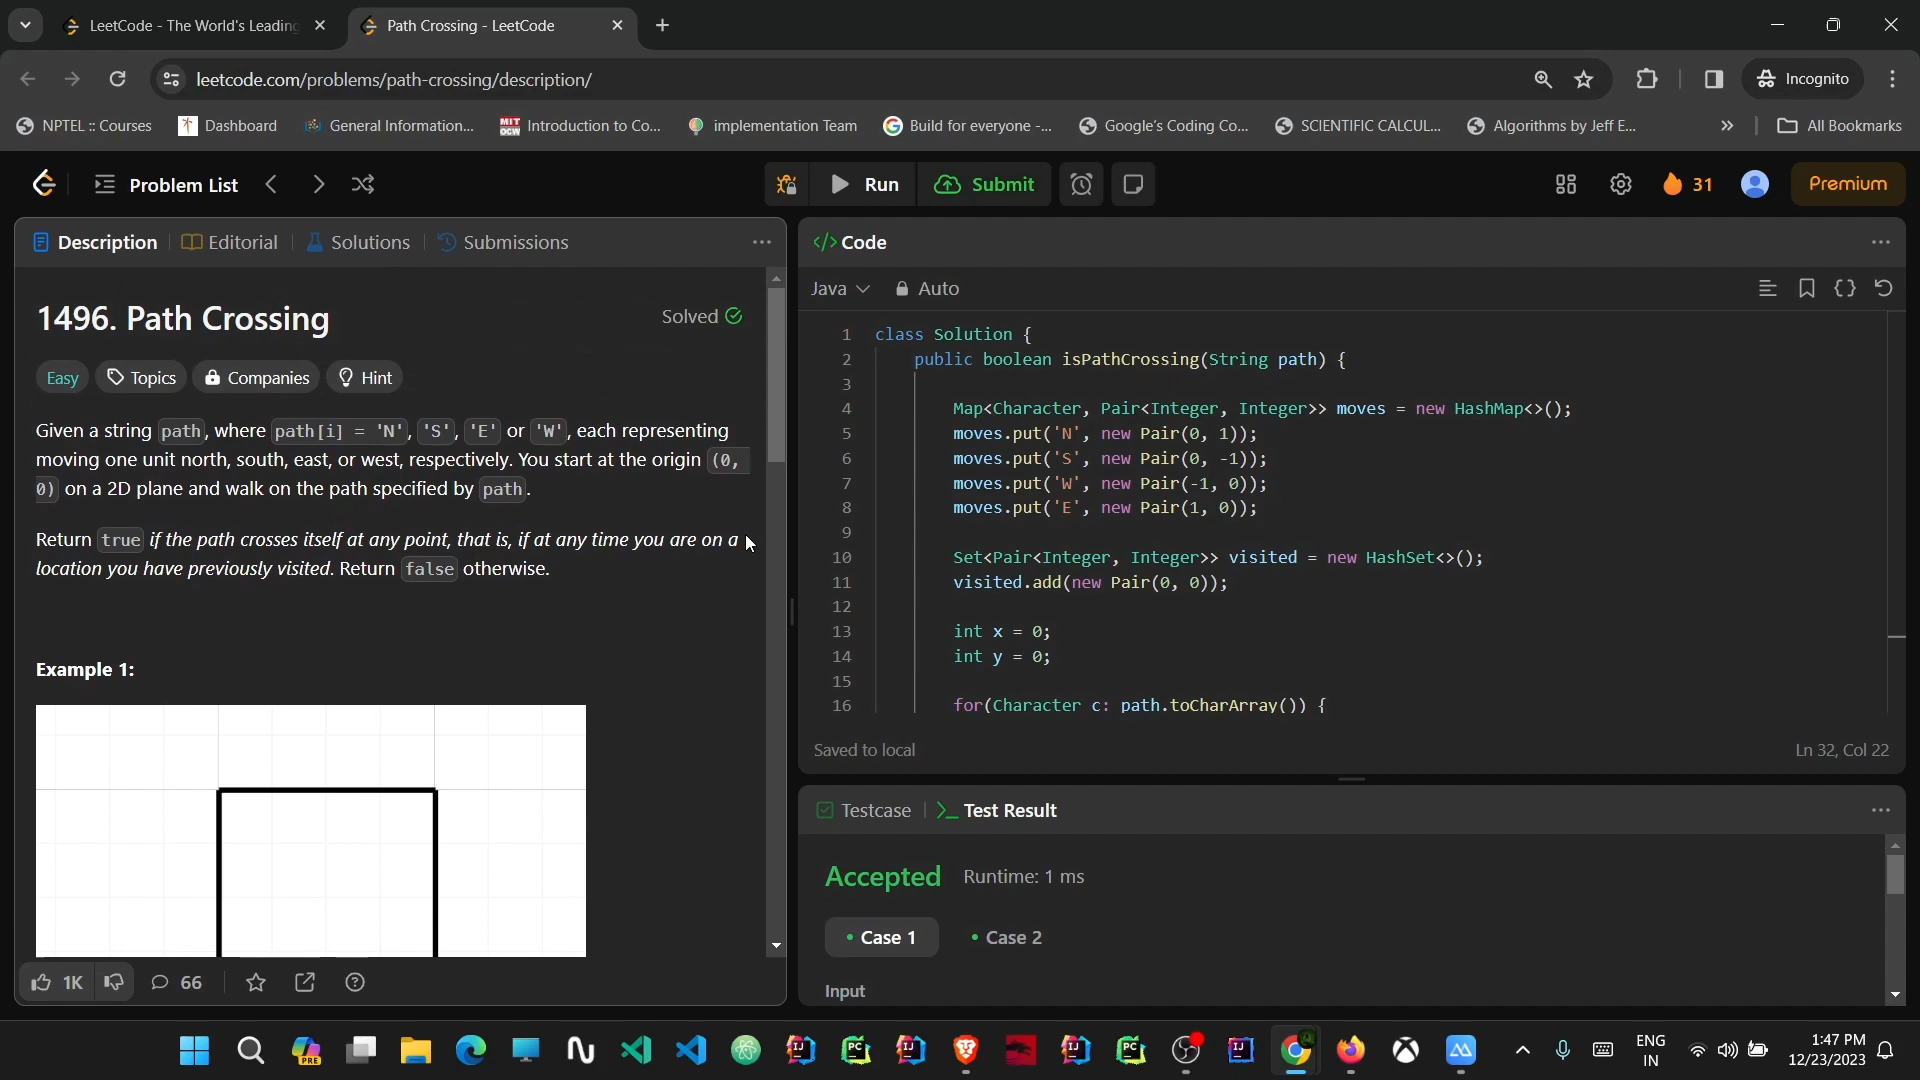 LeetCode - The World's Leading
Path Crossing - LeetCode
leetcode.com/problems/path-crossing/description/
Incognito
NPTEL :: Courses
Dashboard
General Information...
MIT OCW
Introduction to Co...
implementation Team
Build for everyone -...
Google's Coding Co...
SCIENTIFIC CALCUL...
Algorithms by Jeff E...
All Bookmarks
Problem List
Run
Submit
31
Premium
Description
Editorial
Solutions
Submissions
1496. Path Crossing
Solved
Easy
Topics
Companies
Hint
Given a string path, where path[i] = 'N', 'S', 'E' or 'W', each representing
moving one unit north, south, east, or west, respectively. You start at the origin (0,
0) on a 2D plane and walk on the path specified by path.
Return true if the path crosses itself at any point, that is, if at any time you are on a
location you have previously visited. Return false otherwise.
Example 1:
1K
66
</> Code
Java
Auto
1 class Solution {
2 public boolean isPathCrossing(String path) {
3
4 Map<Character, Pair<Integer, Integer>> moves = new HashMap<>();
5 moves.put('N', new Pair(0, 1));
6 moves.put('S', new Pair(0, -1));
7 moves.put('W', new Pair(-1, 0));
8 moves.put('E', new Pair(1, 0));
9
10 Set<Pair<Integer, Integer>> visited = new HashSet<>();
11 visited.add(new Pair(0, 0));
12
13 int x = 0;
14 int y = 0;
15
16 for(Character c: path.toCharArray()) {
Saved to local
Ln 32, Col 22
Testcase
>_ Test Result
Accepted
Runtime: 1 ms
• Case 1
• Case 2
Input
PRE
IJ
PC
IJ
PC
IJ
ENG
IN
1:47 PM
12/23/2023